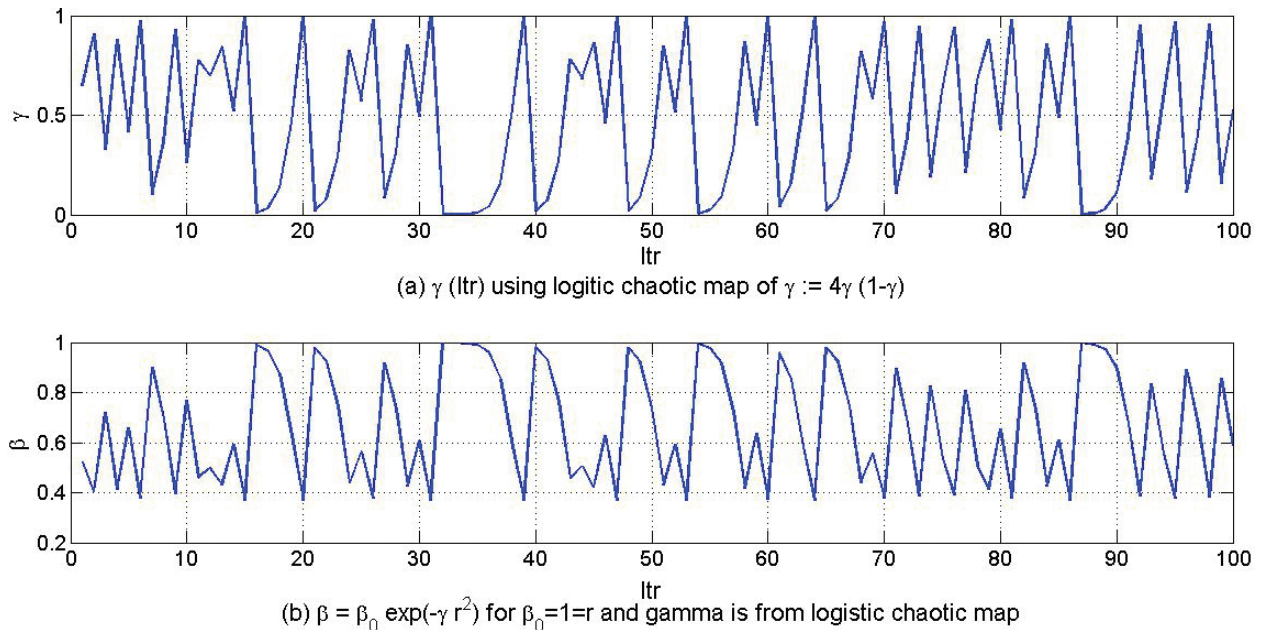 1
0.5
0
γ
0 10 20 30 40 50 60 70 80 90 100
Itr
(a) γ (Itr) using logitic chaotic map of γ := 4γ (1-γ)
1
0.8
0.6
0.4
0.2
β
0 10 20 30 40 50 60 70 80 90 100
Itr
(b) β = β₀ exp(-γ r²) for β₀=1=r and gamma is from logistic chaotic map